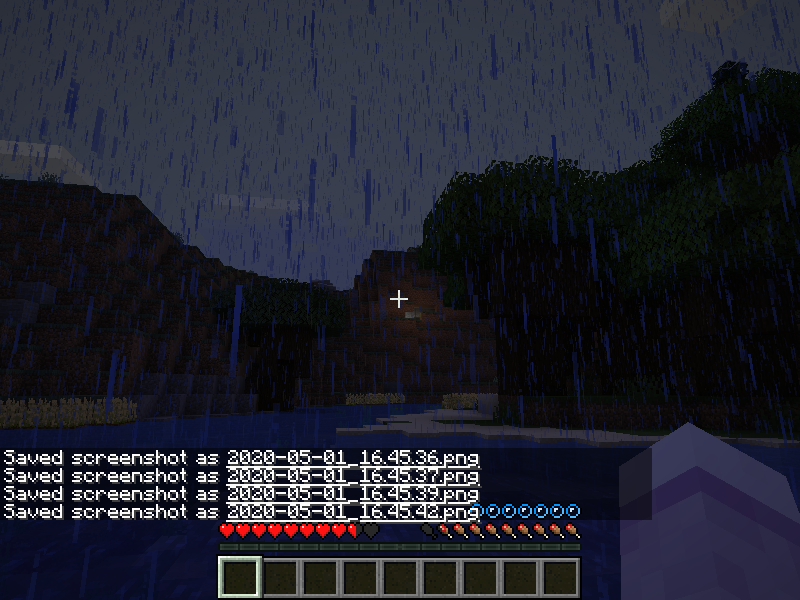 Saved screenshot as 2020-05-01_16.45.36.png
Saved screenshot as 2020-05-01_16.45.37.png
Saved screenshot as 2020-05-01_16.45.39.png
Saved screenshot as 2020-05-01_16.45.42.png